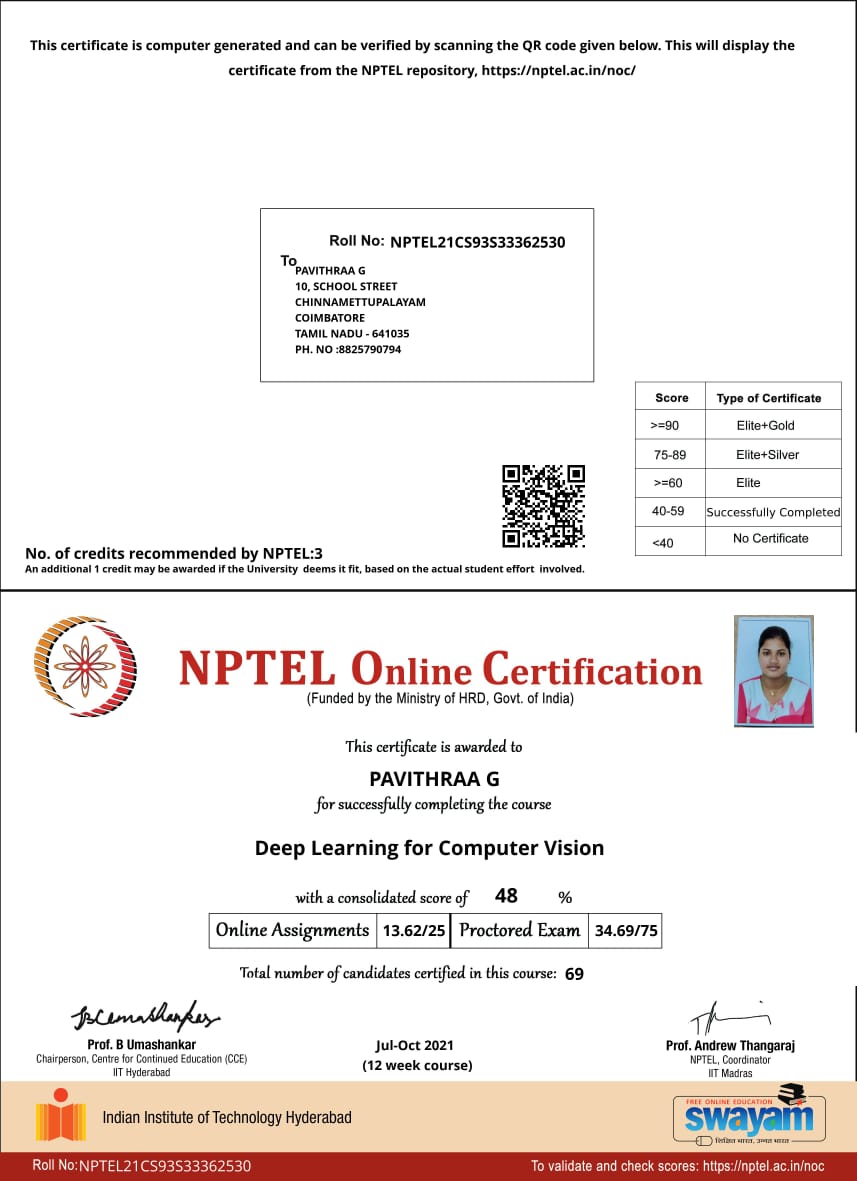 This certificate is computer generated and can be verified by scanning the QR code given below. This will display the
certificate from the NPTEL repository, https://nptel.ac.in/noc/
Roll No: NPTEL21CS93S33362530
To
PAVITHRAA G
10, SCHOOL STREET
CHINNAMETTUPALAYAM
COIMBATORE
TAMIL NADU - 641035
PH. NO :8825790794
Score Type of Certificate
>=90 Elite+Gold
75-89 Elite+Silver
>=60 Elite
40-59 Successfully Completed
<40 No Certificate
No. of credits recommended by NPTEL:3
An additional 1 credit may be awarded if the University deems it fit, based on the actual student effort involved.
NPTEL Online Certification
(Funded by the Ministry of HRD, Govt. of India)
This certificate is awarded to
PAVITHRAA G
for successfully completing the course
Deep Learning for Computer Vision
with a consolidated score of 48 %
Online Assignments 13.62/25 Proctored Exam 34.69/75
Total number of candidates certified in this course: 69
Prof. B Umashankar
Chairperson, Centre for Continued Education (CCE)
IIT Hyderabad
Jul-Oct 2021
(12 week course)
Prof. Andrew Thangaraj
NPTEL, Coordinator
IIT Madras
Indian Institute of Technology Hyderabad
FREE ONLINE EDUCATION
swayam
शिक्षित भारत, उन्नत भारत
Roll No:NPTEL21CS93S33362530
To validate and check scores: https://nptel.ac.in/noc